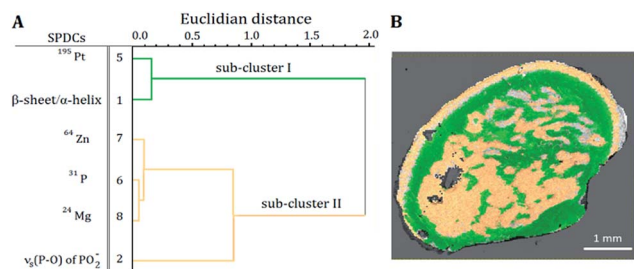 A
Euclidian distance
SPDCs
0.0 0.5 1.0 1.5 2.0
¹⁹⁵Pt 5
sub-cluster I
β-sheet/α-helix 1
⁶⁴Zn 7
³¹P 6
²⁴Mg 8
sub-cluster II
νₛ(P-O) of PO₂⁻ 2
B
1 mm